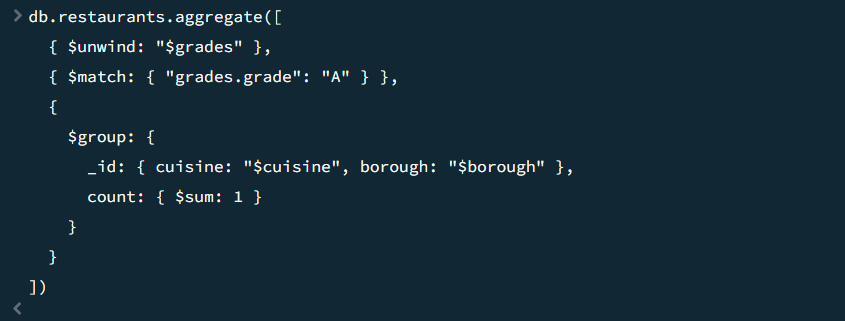 > db.restaurants.aggregate([
{ $unwind: "$grades" },
{ $match: { "grades.grade": "A" } },
{
$group: {
_id: { cuisine: "$cuisine", borough: "$borough" },
count: { $sum: 1 }
}
}
])
<